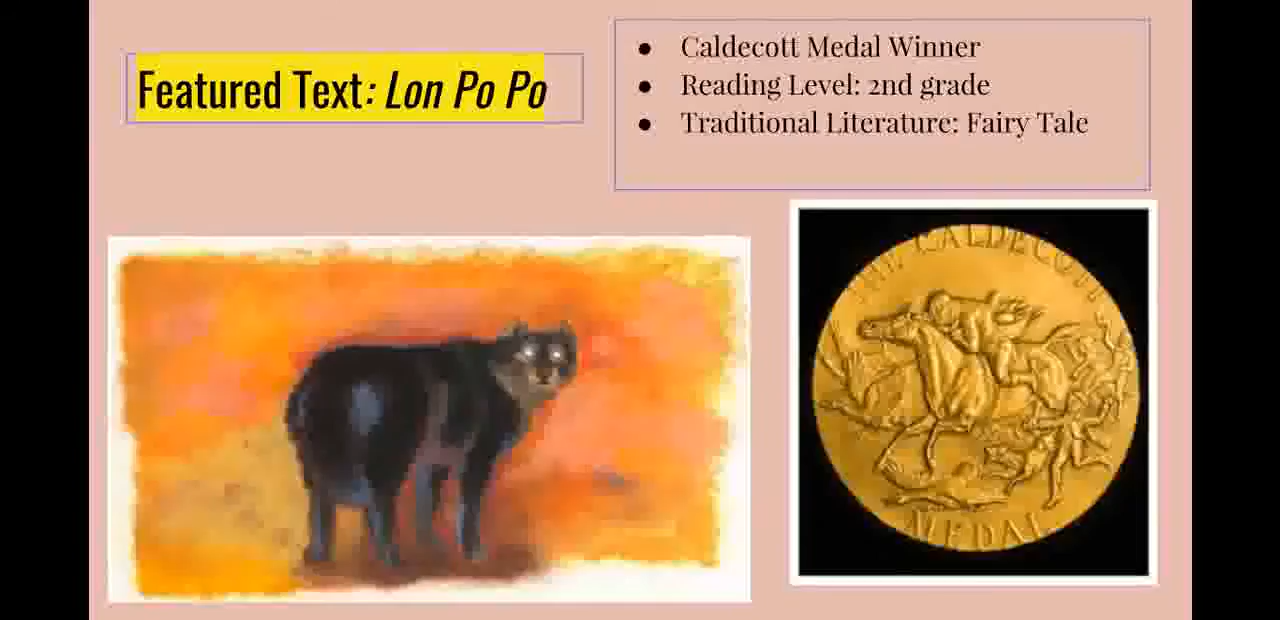 Featured Text: Lon Po Po
● Caldecott Medal Winner
● Reading Level: 2nd grade
● Traditional Literature: Fairy Tale
THE CALDECOTT
MEDAL